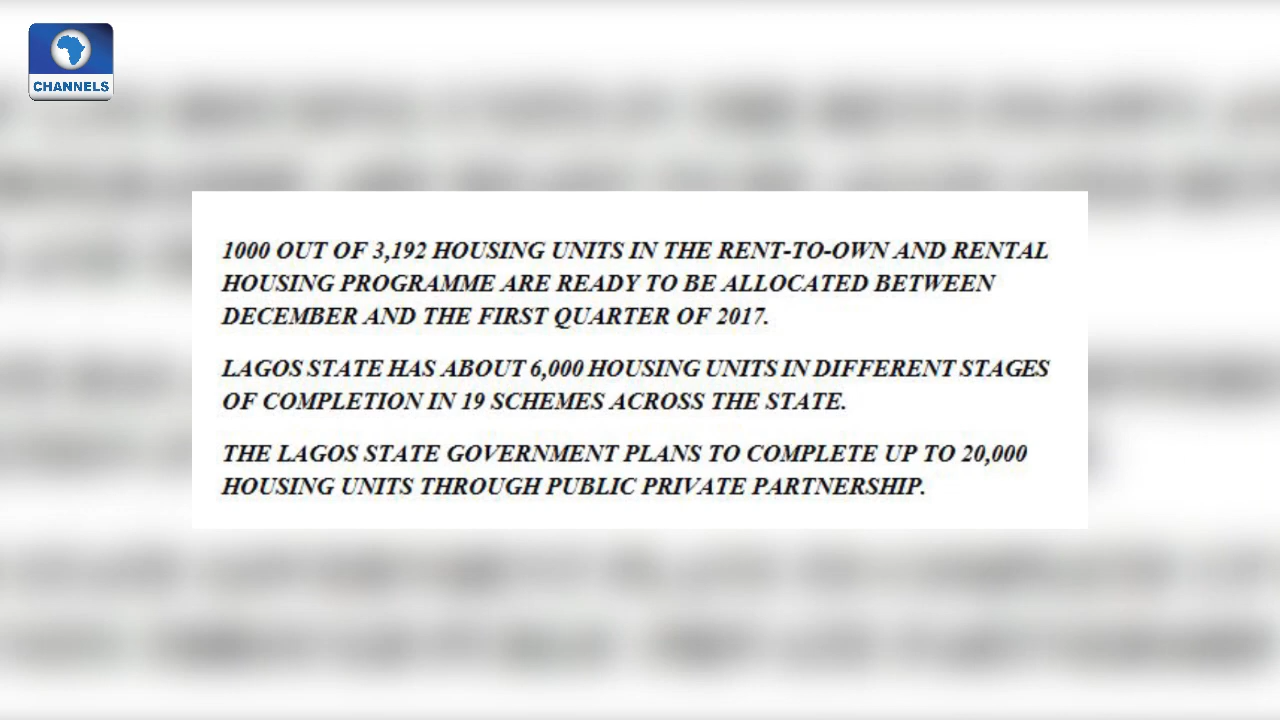 CHANNELS
1000 OUT OF 3,192 HOUSING UNITS IN THE RENT-TO-OWN AND RENTAL
HOUSING PROGRAMME ARE READY TO BE ALLOCATED BETWEEN
DECEMBER AND THE FIRST QUARTER OF 2017.
LAGOS STATE HAS ABOUT 6,000 HOUSING UNITS IN DIFFERENT STAGES
OF COMPLETION IN 19 SCHEMES ACROSS THE STATE.
THE LAGOS STATE GOVERNMENT PLANS TO COMPLETE UP TO 20,000
HOUSING UNITS THROUGH PUBLIC PRIVATE PARTNERSHIP.